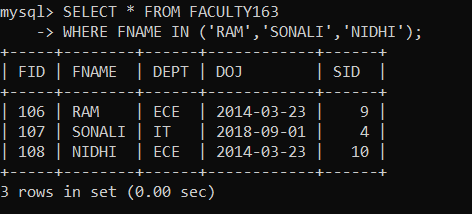 mysql> SELECT * FROM FACULTY163
    -> WHERE FNAME IN ('RAM','SONALI','NIDHI');
+-----+--------+------+------------+------+
| FID | FNAME  | DEPT | DOJ        | SID  |
+-----+--------+------+------------+------+
| 106 | RAM    | ECE  | 2014-03-23 |    9 |
| 107 | SONALI | IT   | 2018-09-01 |    4 |
| 108 | NIDHI  | ECE  | 2014-03-23 |   10 |
+-----+--------+------+------------+------+
3 rows in set (0.00 sec)